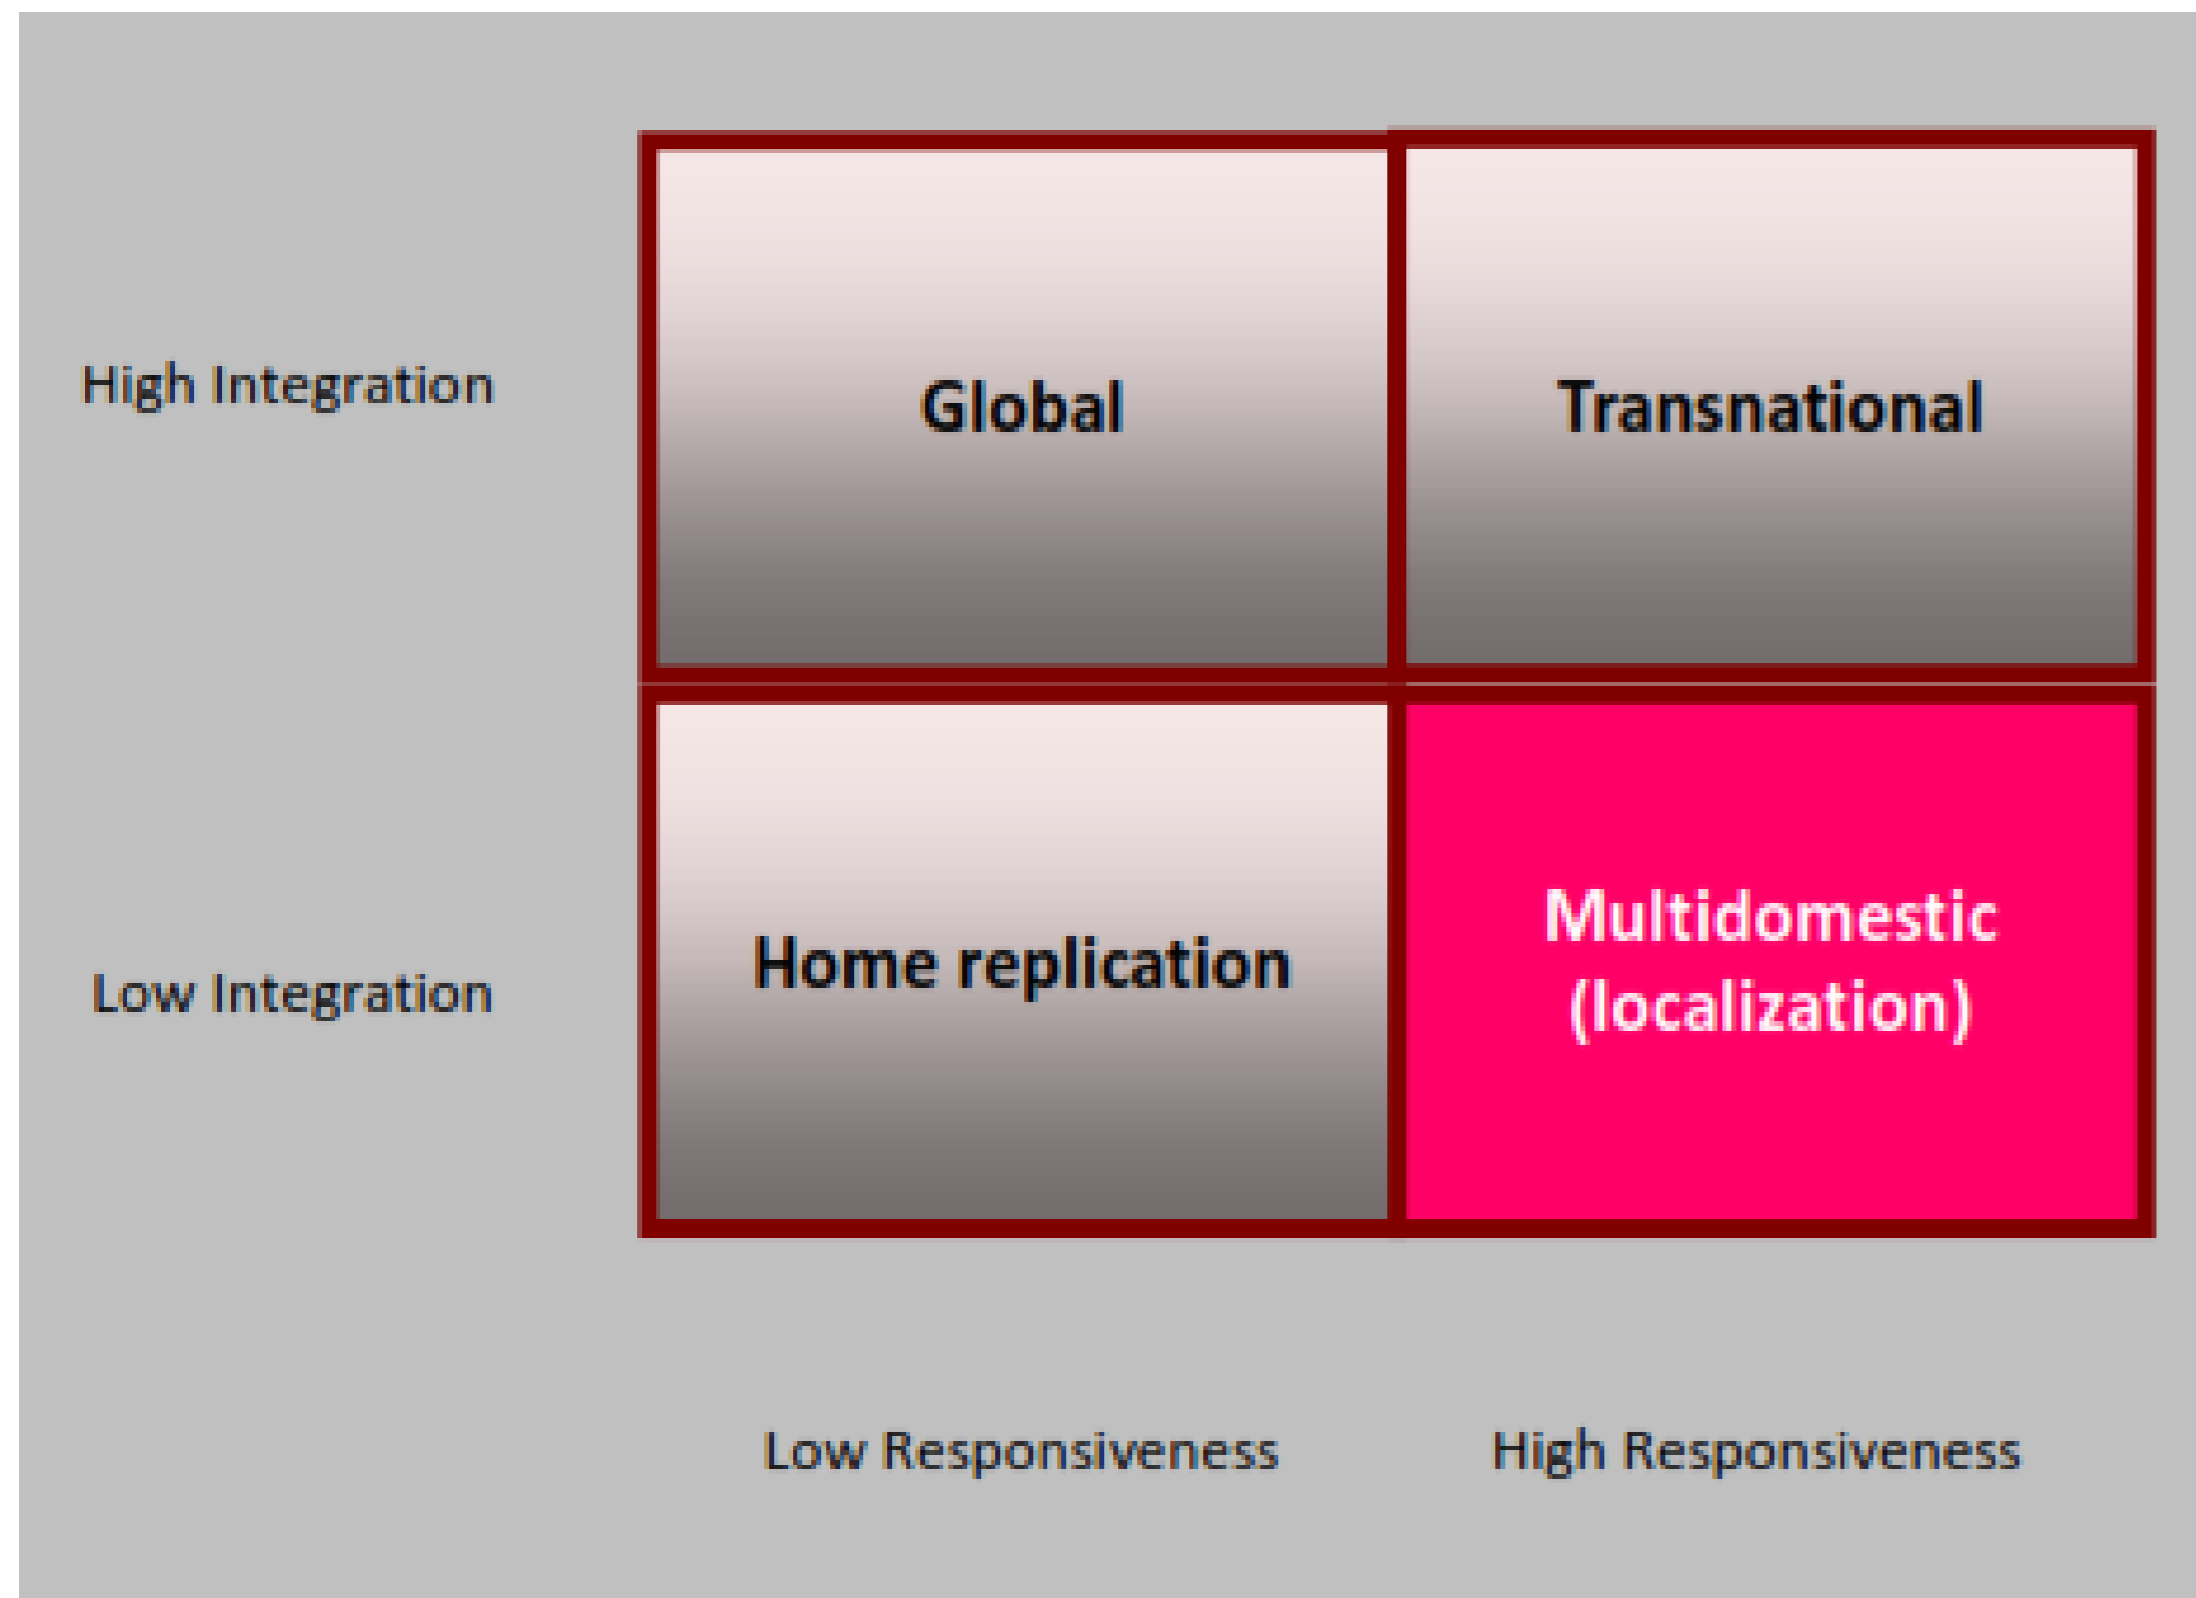 High Integration
Global
Transnational
Low Integration
Home replication
Multidomestic
(localization)
Low Responsiveness
High Responsiveness